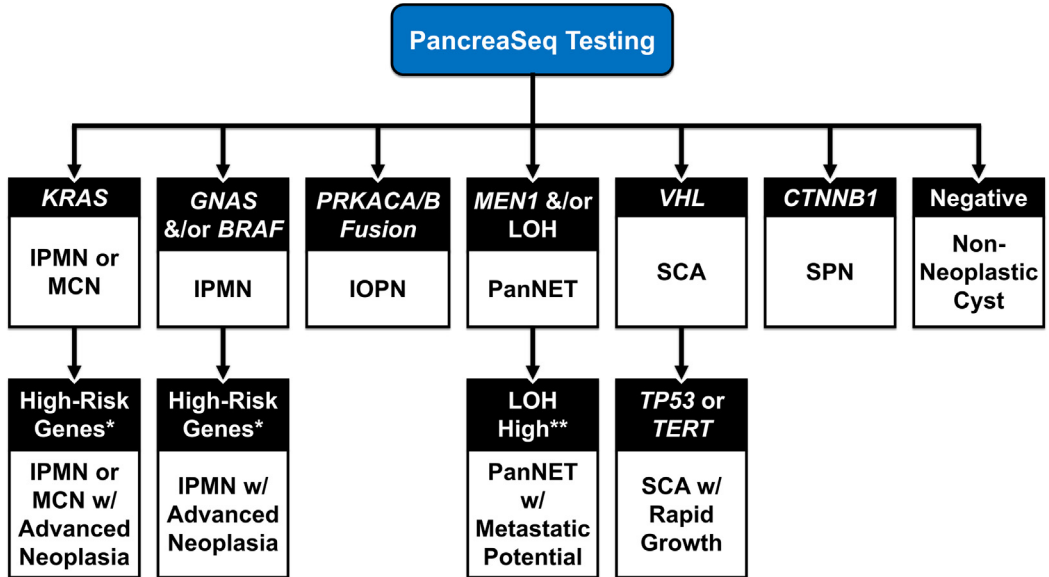 PancreaSeq Testing
KRAS
IPMN or
MCN
GNAS
&/or BRAF
IPMN
PRKACA/B
Fusion
IOPN
MEN1 &/or
LOH
PanNET
VHL
SCA
CTNNB1
SPN
Negative
Non-
Neoplastic
Cyst
High-Risk
Genes*
IPMN or
MCN w/
Advanced
Neoplasia
High-Risk
Genes*
IPMN w/
Advanced
Neoplasia
LOH
High**
PanNET
w/
Metastatic
Potential
TP53 or
TERT
SCA w/
Rapid
Growth